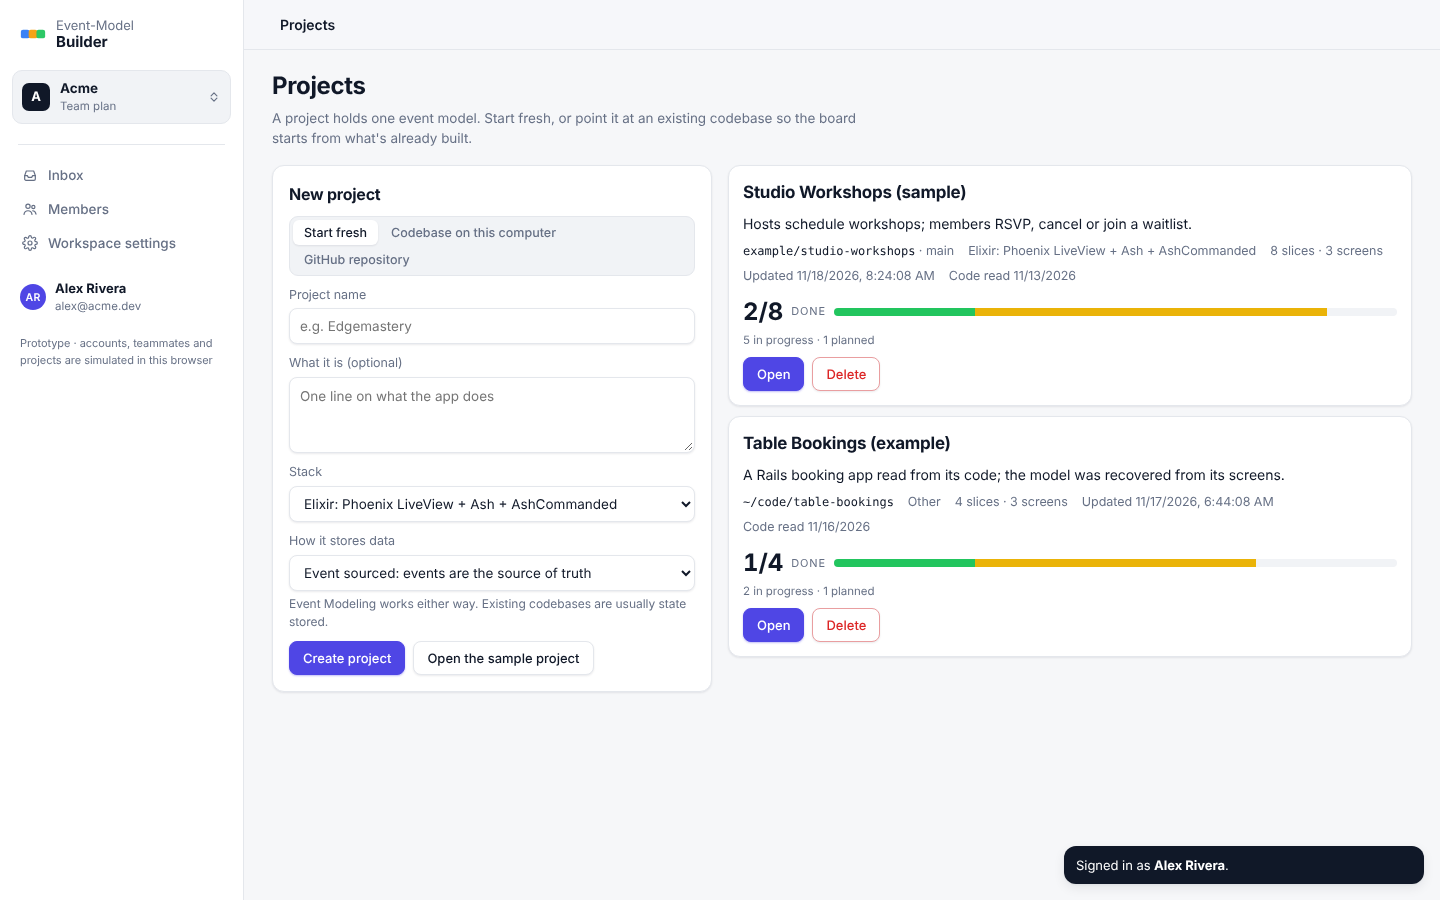 Event-Model
Builder
A
Acme
Team plan
Inbox
Members
Workspace settings
AR
Alex Rivera
alex@acme.dev
Prototype · accounts, teammates and
projects are simulated in this browser
Projects
Projects
A project holds one event model. Start fresh, or point it at an existing codebase so the board
starts from what's already built.
New project
Start fresh
Codebase on this computer
GitHub repository
Project name
e.g. Edgemastery
What it is (optional)
One line on what the app does
Stack
Elixir: Phoenix LiveView + Ash + AshCommanded
How it stores data
Event sourced: events are the source of truth
Event Modeling works either way. Existing codebases are usually state
stored.
Create project
Open the sample project
Studio Workshops (sample)
Hosts schedule workshops; members RSVP, cancel or join a waitlist.
example/studio-workshops · main Elixir: Phoenix LiveView + Ash + AshCommanded 8 slices · 3 screens
Updated 11/18/2026, 8:24:08 AM Code read 11/13/2026
2/8 DONE
5 in progress · 1 planned
Open
Delete
Table Bookings (example)
A Rails booking app read from its code; the model was recovered from its screens.
~/code/table-bookings Other 4 slices · 3 screens Updated 11/17/2026, 6:44:08 AM
Code read 11/16/2026
1/4 DONE
2 in progress · 1 planned
Open
Delete
Signed in as Alex Rivera.